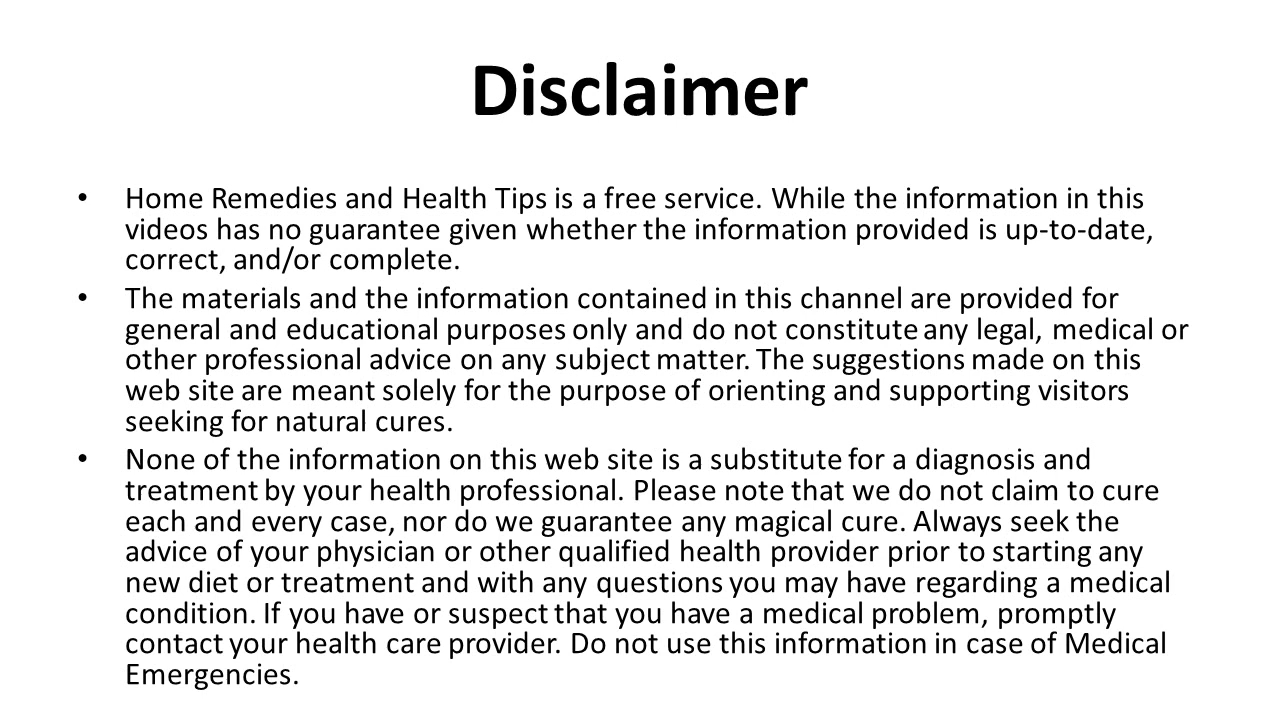 Disclaimer
• Home Remedies and Health Tips is a free service. While the information in this
videos has no guarantee given whether the information provided is up-to-date,
correct, and/or complete.
• The materials and the information contained in this channel are provided for
general and educational purposes only and do not constitute any legal, medical or
other professional advice on any subject matter. The suggestions made on this
web site are meant solely for the purpose of orienting and supporting visitors
seeking for natural cures.
• None of the information on this web site is a substitute for a diagnosis and
treatment by your health professional. Please note that we do not claim to cure
each and every case, nor do we guarantee any magical cure. Always seek the
advice of your physician or other qualified health provider prior to starting any
new diet or treatment and with any questions you may have regarding a medical
condition. If you have or suspect that you have a medical problem, promptly
contact your health care provider. Do not use this information in case of Medical
Emergencies.